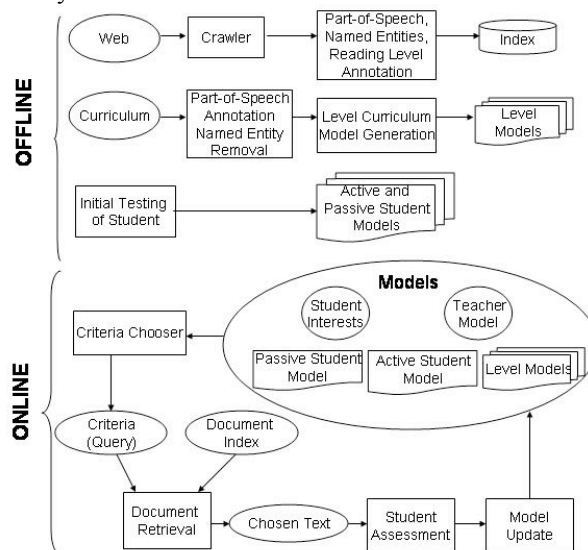 OFFLINE
Web
Crawler
Part-of-Speech,
Named Entities,
Reading Level
Annotation
Index
Curriculum
Part-of-Speech
Annotation
Named Entity
Removal
Level Curriculum
Model Generation
Level
Models
Initial Testing
of Student
Active and
Passive Student
Models
ONLINE
Models
Student
Interests
Teacher
Model
Criteria Chooser
Passive Student
Model
Active Student
Model
Level Models
Criteria
(Query)
Document
Index
Document
Retrieval
Chosen Text
Student
Assessment
Model
Update